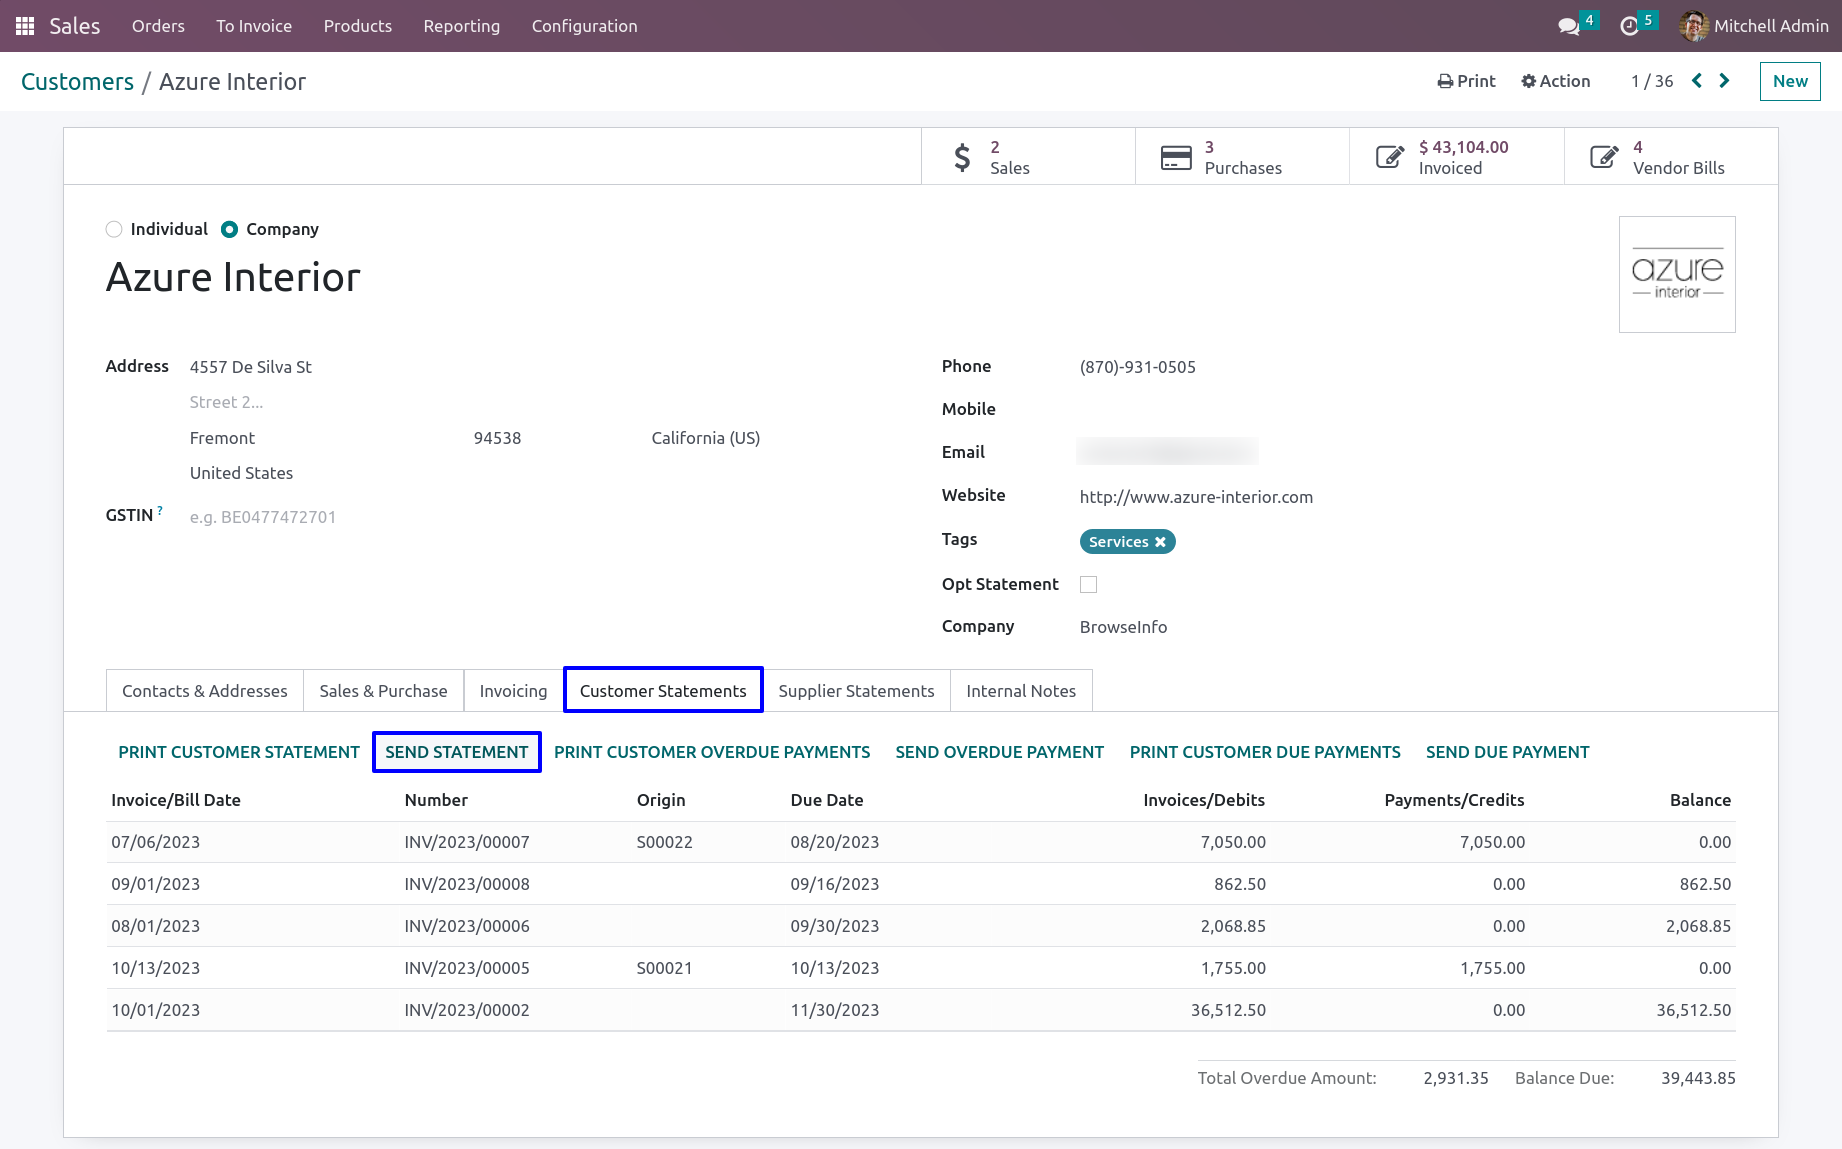 Sales Orders To Invoice Products Reporting Configuration 4 5 Mitchell Admin
Customers / Azure Interior Print Action 1 / 36 New
2 3 $ 43,104.00 4
Sales Purchases Invoiced Vendor Bills
Individual Company
Azure Interior
azure
interior
Address 4557 De Silva St Phone (870)-931-0505
Street 2... Mobile
Fremont 94538 California (US) Email
United States Website http://www.azure-interior.com
GSTIN ? e.g. BE0477472701 Tags Services
Opt Statement
Company BrowseInfo
Contacts & Addresses Sales & Purchase Invoicing Customer Statements Supplier Statements Internal Notes
PRINT CUSTOMER STATEMENT SEND STATEMENT PRINT CUSTOMER OVERDUE PAYMENTS SEND OVERDUE PAYMENT PRINT CUSTOMER DUE PAYMENTS SEND DUE PAYMENT
Invoice/Bill Date Number Origin Due Date Invoices/Debits Payments/Credits Balance
07/06/2023 INV/2023/00007 S00022 08/20/2023 7,050.00 7,050.00 0.00
09/01/2023 INV/2023/00008 09/16/2023 862.50 0.00 862.50
08/01/2023 INV/2023/00006 09/30/2023 2,068.85 0.00 2,068.85
10/13/2023 INV/2023/00005 S00021 10/13/2023 1,755.00 1,755.00 0.00
10/01/2023 INV/2023/00002 11/30/2023 36,512.50 0.00 36,512.50
Total Overdue Amount: 2,931.35 Balance Due: 39,443.85